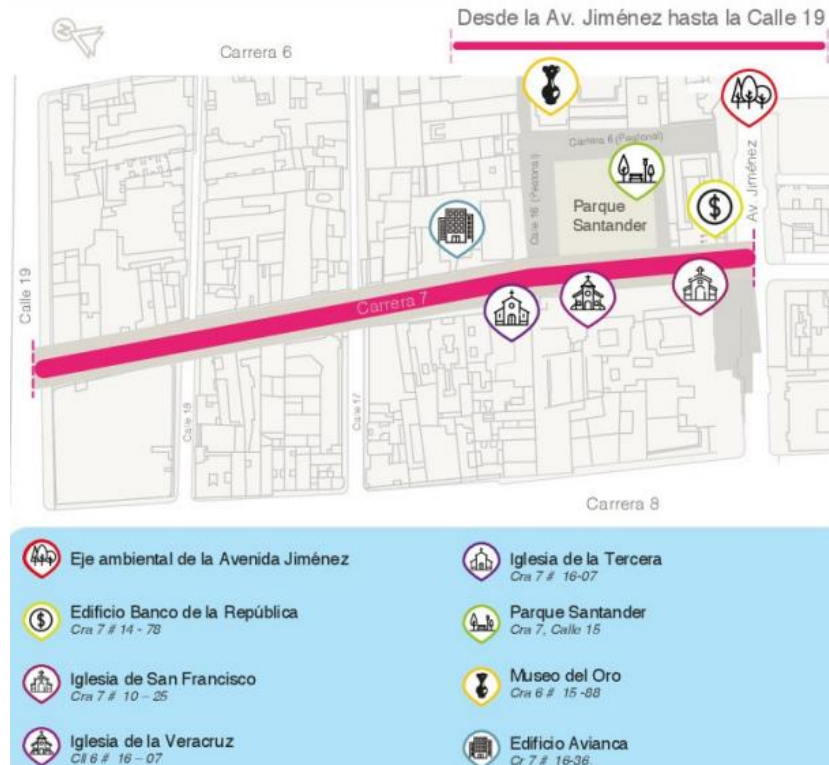 Desde la Av. Jiménez hasta la Calle 19
Carrera 6
Carrera 6 (Peatonal)
Calle 16 (Peatonal)
Parque
Santander
Av. Jiménez
Calle 19
Carrera 7
Calle 18
Calle 17
Carrera 8
Eje ambiental de la Avenida Jiménez
Edificio Banco de la República
Cra 7 # 14 - 78
Iglesia de San Francisco
Cra 7 # 10 – 25
Iglesia de la Veracruz
Cll 6 # 16 – 07
Iglesia de la Tercera
Cra 7 # 16-07
Parque Santander
Cra 7, Calle 15
Museo del Oro
Cra 6 # 15 -88
Edificio Avianca
Cr 7 # 16-36.